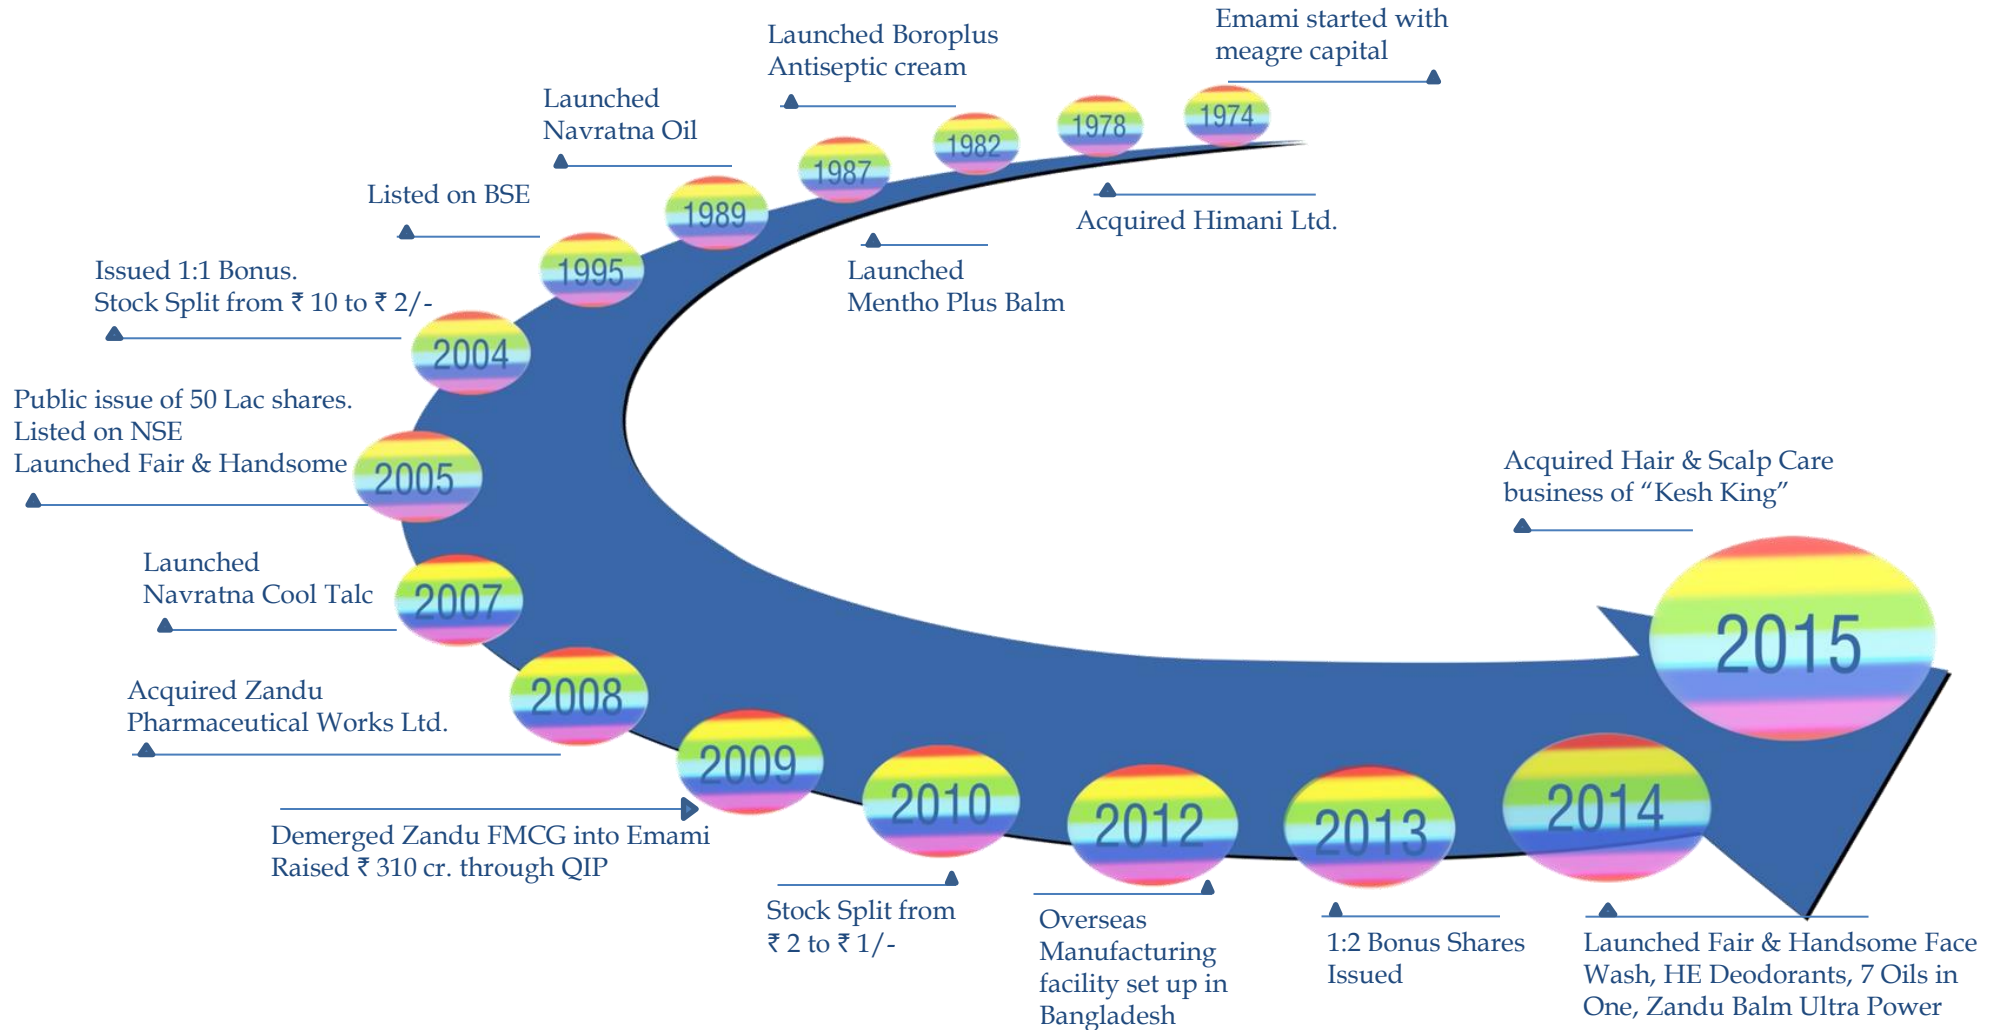 Emami started with
meagre capital
1974
1978
Acquired Himani Ltd.
Launched Boroplus
Antiseptic cream
1982
1987
Launched
Mentho Plus Balm
Launched
Navratna Oil
1989
Listed on BSE
1995
Issued 1:1 Bonus.
Stock Split from ₹ 10 to ₹ 2/-
2004
Public issue of 50 Lac shares.
Listed on NSE
Launched Fair & Handsome
2005
Launched
Navratna Cool Talc
2007
Acquired Zandu
Pharmaceutical Works Ltd.
2008
2009
Demerged Zandu FMCG into Emami
Raised ₹ 310 cr. through QIP
2010
Stock Split from
₹ 2 to ₹ 1/-
2012
Overseas
Manufacturing
facility set up in
Bangladesh
2013
1:2 Bonus Shares
Issued
2014
Launched Fair & Handsome Face
Wash, HE Deodorants, 7 Oils in
One, Zandu Balm Ultra Power
Acquired Hair & Scalp Care
business of “Kesh King”
2015